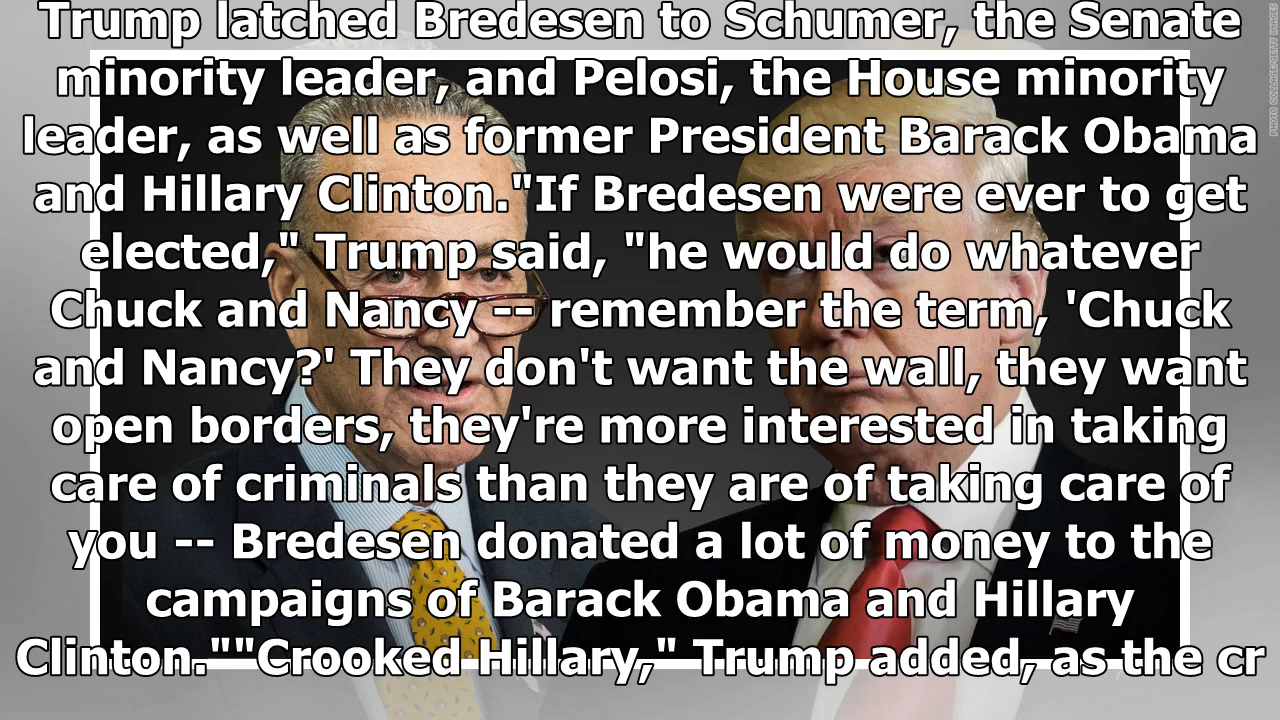 Trump latched Bredesen to Schumer, the Senate
minority leader, and Pelosi, the House minority
leader, as well as former President Barack Obama
and Hillary Clinton."If Bredesen were ever to get
elected," Trump said, "he would do whatever
Chuck and Nancy -- remember the term, 'Chuck
and Nancy?' They don't want the wall, they want
open borders, they're more interested in taking
care of criminals than they are of taking care of
you -- Bredesen donated a lot of money to the
campaigns of Barack Obama and Hillary
Clinton.""Crooked Hillary," Trump added, as the cr
PHOTO COLLAGE/GETTY IMAGES